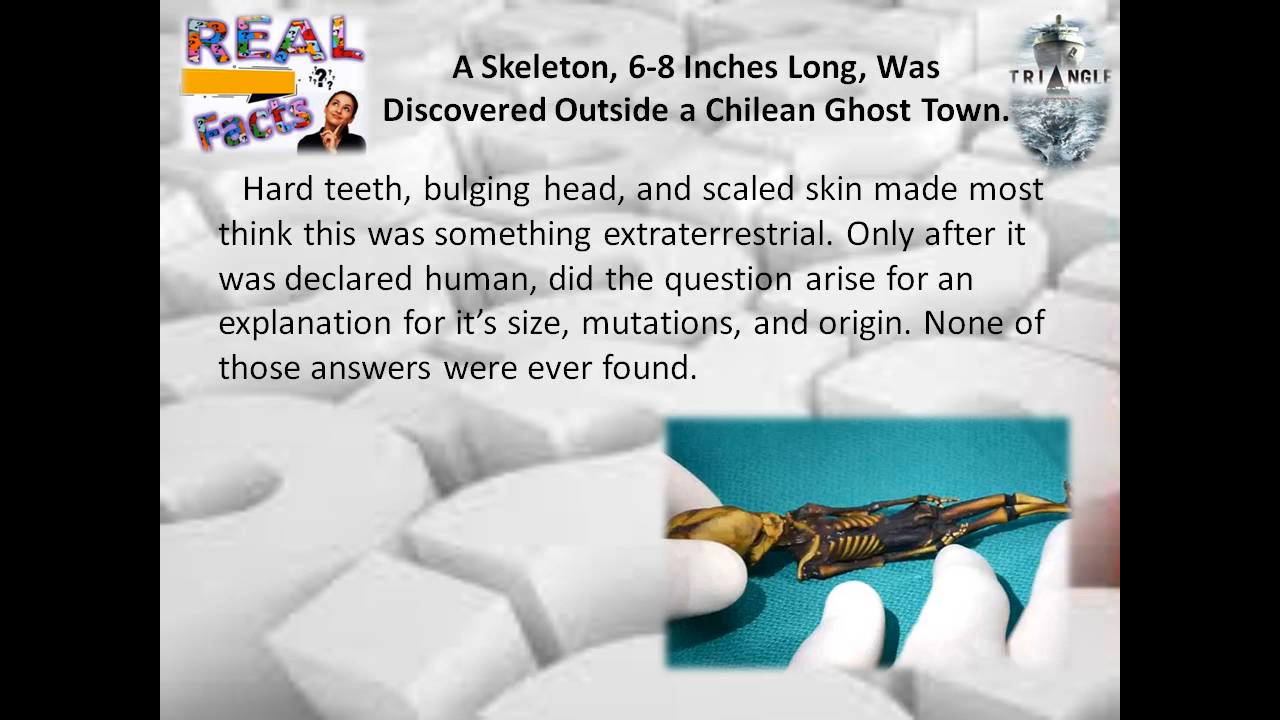 REAL
Facts
A Skeleton, 6-8 Inches Long, Was
Discovered Outside a Chilean Ghost Town.
TRIANGLE
Hard teeth, bulging head, and scaled skin made most
think this was something extraterrestrial. Only after it
was declared human, did the question arise for an
explanation for it’s size, mutations, and origin. None of
those answers were ever found.